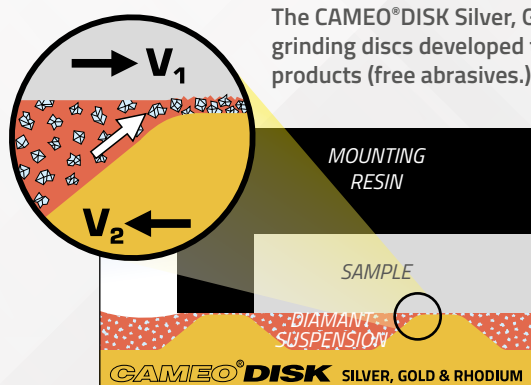 The CAMEO®DISK Silver, G
grinding discs developed
products (free abrasives.)
V1
V2
MOUNTING
RESIN
SAMPLE
DIAMANT
SUSPENSION
CAMEO®DISK SILVER, GOLD & RHODIUM